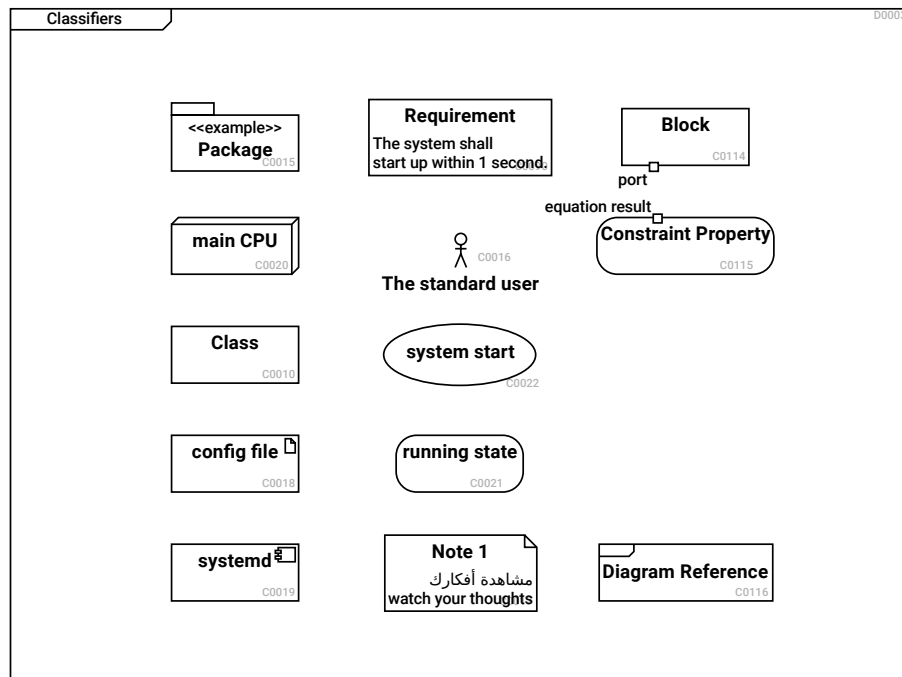 Classifiers
<<example>>
Package
C0015
Requirement
The system shall
start up within 1 second.
Block
C0114
port
main CPU
C0020
C0016
The standard user
equation result
Constraint Property
C0115
Class
C0010
system start
C0022
config file
C0018
running state
C0021
systemd
C0019
Note 1
مشاهدة أفكارك
watch your thoughts
Diagram Reference
C0116